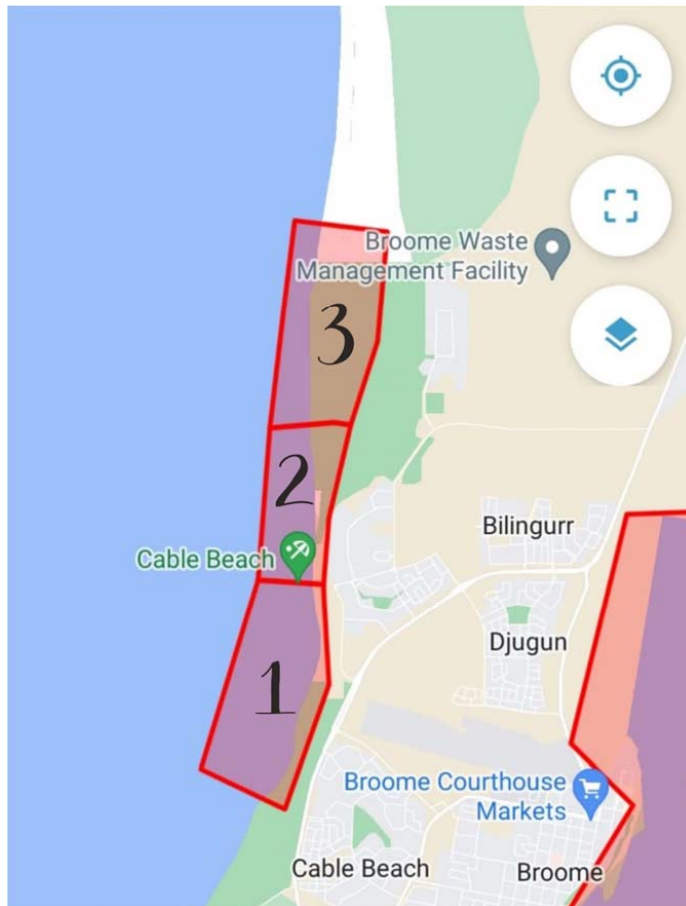 Broome Waste
Management Facility
3
2
Bilingurr
Cable Beach
Djugun
1
Broome Courthouse
Markets
Cable Beach
Broome